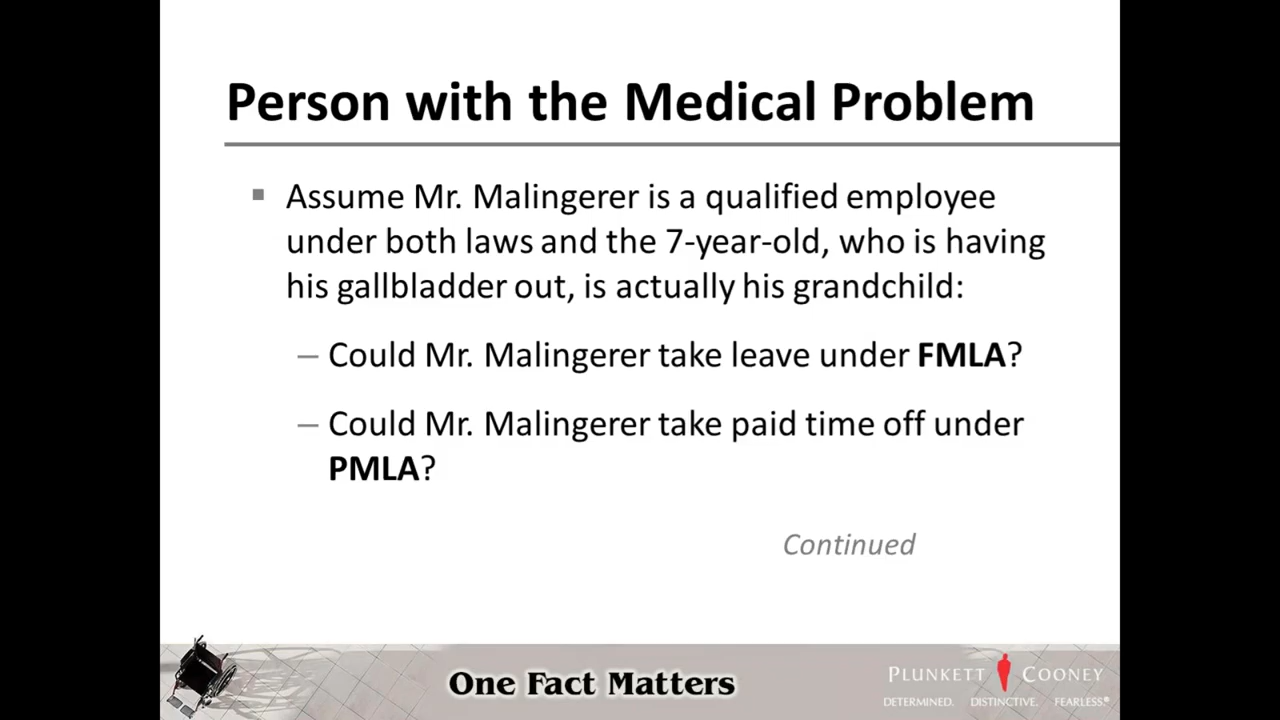 Person with the Medical Problem
Assume Mr. Malingerer is a qualified employee
under both laws and the 7-year-old, who is having
his gallbladder out, is actually his grandchild:
– Could Mr. Malingerer take leave under FMLA?
– Could Mr. Malingerer take paid time off under
PMLA?
Continued
One Fact Matters
PLUNKETT COONEY
DETERMINED. DISTINCTIVE. FEARLESS®